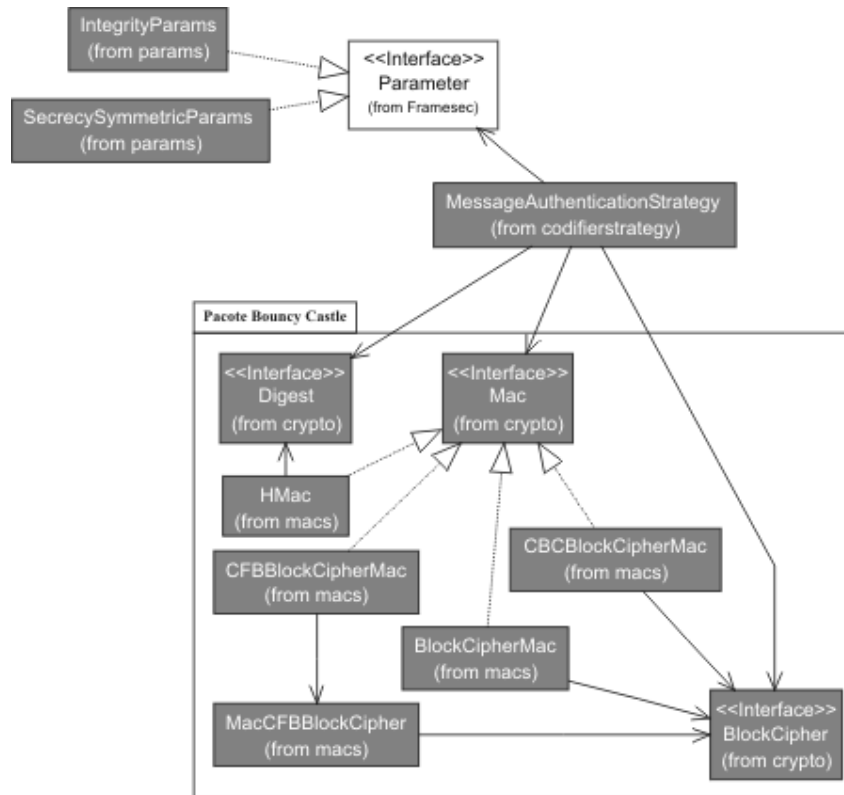 IntegrityParams
(from params)
<<Interface>>
Parameter
(from Framesec)
SecrecySymmetricParams
(from params)
MessageAuthenticationStrategy
(from codifierstrategy)
Pacote Bouncy Castle
<<Interface>>
Digest
(from crypto)
<<Interface>>
Mac
(from crypto)
HMac
(from macs)
CBCBlockCipherMac
(from macs)
CFBBlockCipherMac
(from macs)
BlockCipherMac
(from macs)
MacCFBBlockCipher
(from macs)
<<Interface>>
BlockCipher
(from crypto)